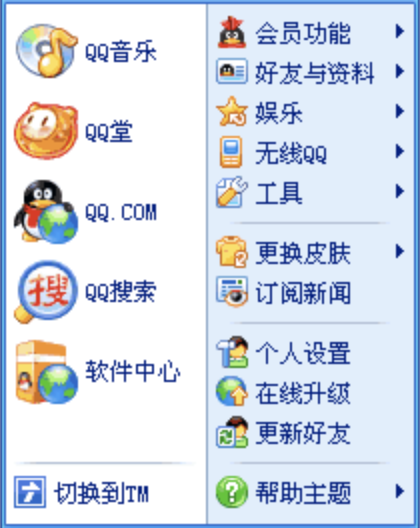 QQ音乐
QQ堂
QQ.COM
搜
QQ搜索
软件中心
切换到TM
会员功能
好友与资料
娱乐
无线QQ
工具
更换皮肤
订阅新闻
个人设置
在线升级
更新好友
帮助主题